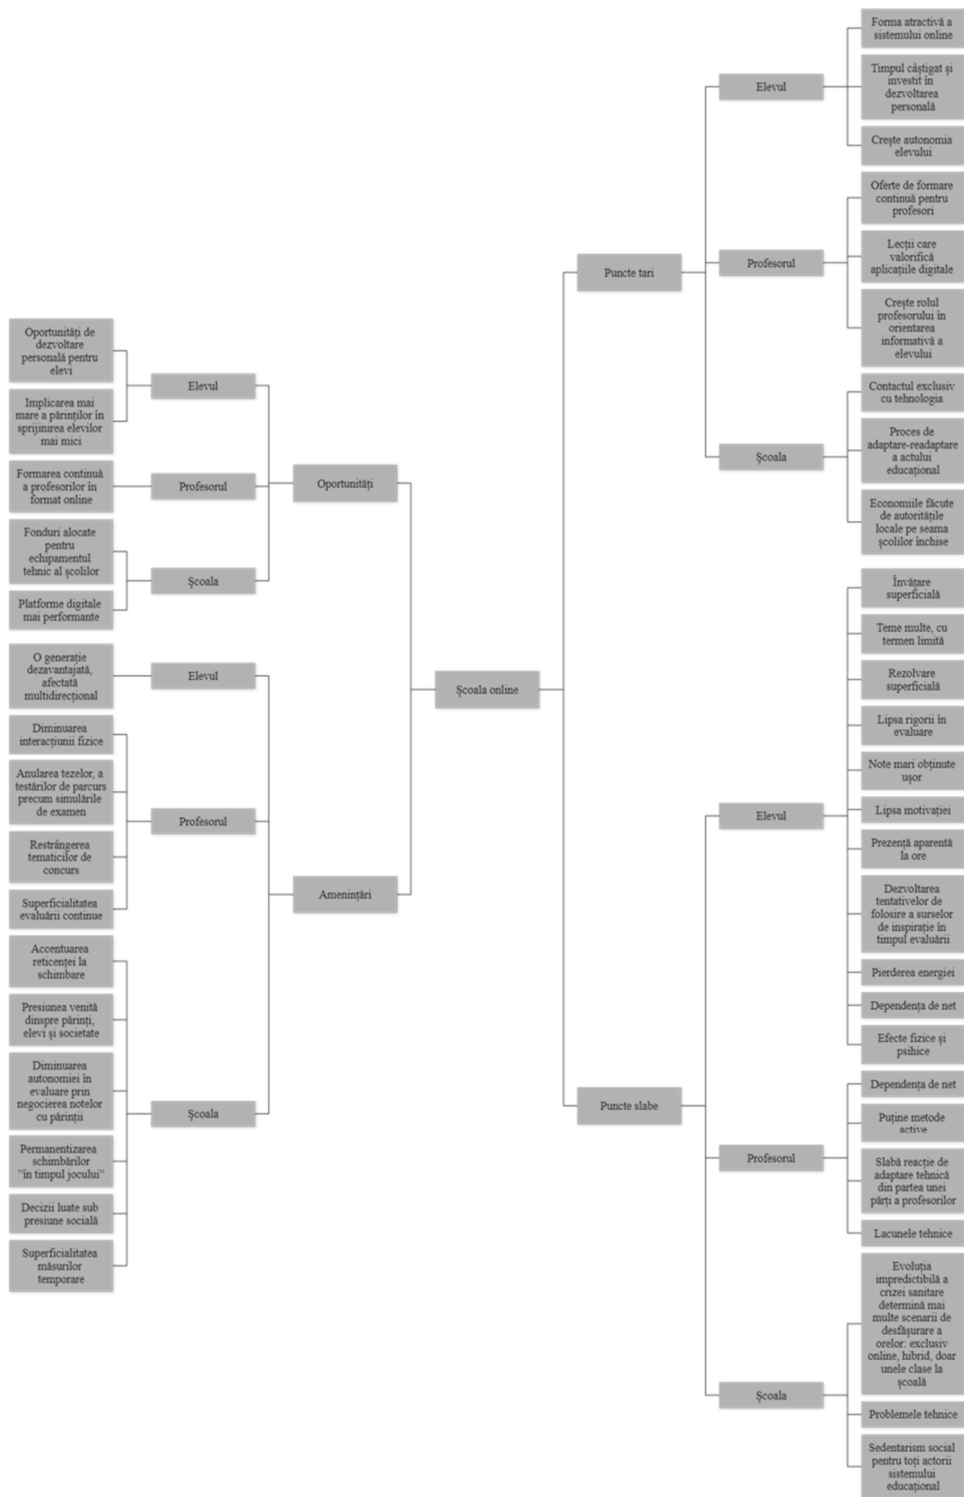 Școala online
Oportunități
Elevul
Oportunități de
dezvoltare
personală pentru
elevi
Implicarea mai
mare a părinților în
sprijinirea elevilor
mai mici
Profesorul
Formarea continuă
a profesorilor în
format online
Școala
Fonduri alocate
pentru
echipamentul
tehnic al școlilor
Platforme digitale
mai performante
Amenințări
Elevul
O generație
dezavantajată,
afectată
multidirecțional
Profesorul
Diminuarea
interacțiunii fizice
Anularea tezelor, a
testărilor de parcurs
precum simulările
de examen
Restrângerea
tematicilor de
concurs
Superficialitatea
evaluării continue
Școala
Accentuarea
reticenței la
schimbare
Presiunea venită
dinspre părinți,
elevi și societate
Diminuarea
autonomiei în
evaluare prin
negocierea notelor
cu părinții
Permanentizarea
schimbărilor
”în timpul jocului”
Decizii luate sub
presiune socială
Superficialitatea
măsurilor
temporare
Puncte tari
Elevul
Forma atractivă a
sistemului online
Timpul câștigat și
investit în
dezvoltarea
personală
Crește autonomia
elevului
Profesorul
Oferte de formare
continuă pentru
profesori
Lecții care
valorifică
aplicațiile digitale
Crește rolul
profesorului în
orientarea
informativă a
elevului
Școala
Contactul exclusiv
cu tehnologia
Proces de
adaptare-readaptare
a actului
educațional
Economiile făcute
de autoritățile
locale pe seama
școlilor închise
Puncte slabe
Elevul
Învățare
superficială
Teme multe, cu
termen limită
Rezolvare
superficială
Lipsa rigorii în
evaluare
Note mari obținute
ușor
Lipsa motivației
Prezență aparentă
la ore
Dezvoltarea
tentativelor de
folosire a surselor
de inspirație în
timpul evaluării
Pierderea energiei
Dependența de net
Efecte fizice și
psihice
Profesorul
Dependența de net
Puține metode
active
Slabă reacție de
adaptare tehnică
din partea unei
părți a profesorilor
Lacunele tehnice
Școala
Evoluția
impredictibilă a
crizei sanitare
determină mai
multe scenarii de
desfășurare a
orelor: exclusiv
online, hibrid, doar
unele clase la
școală
Problemele tehnice
Sedentarism social
pentru toți actorii
sistemului
educațional